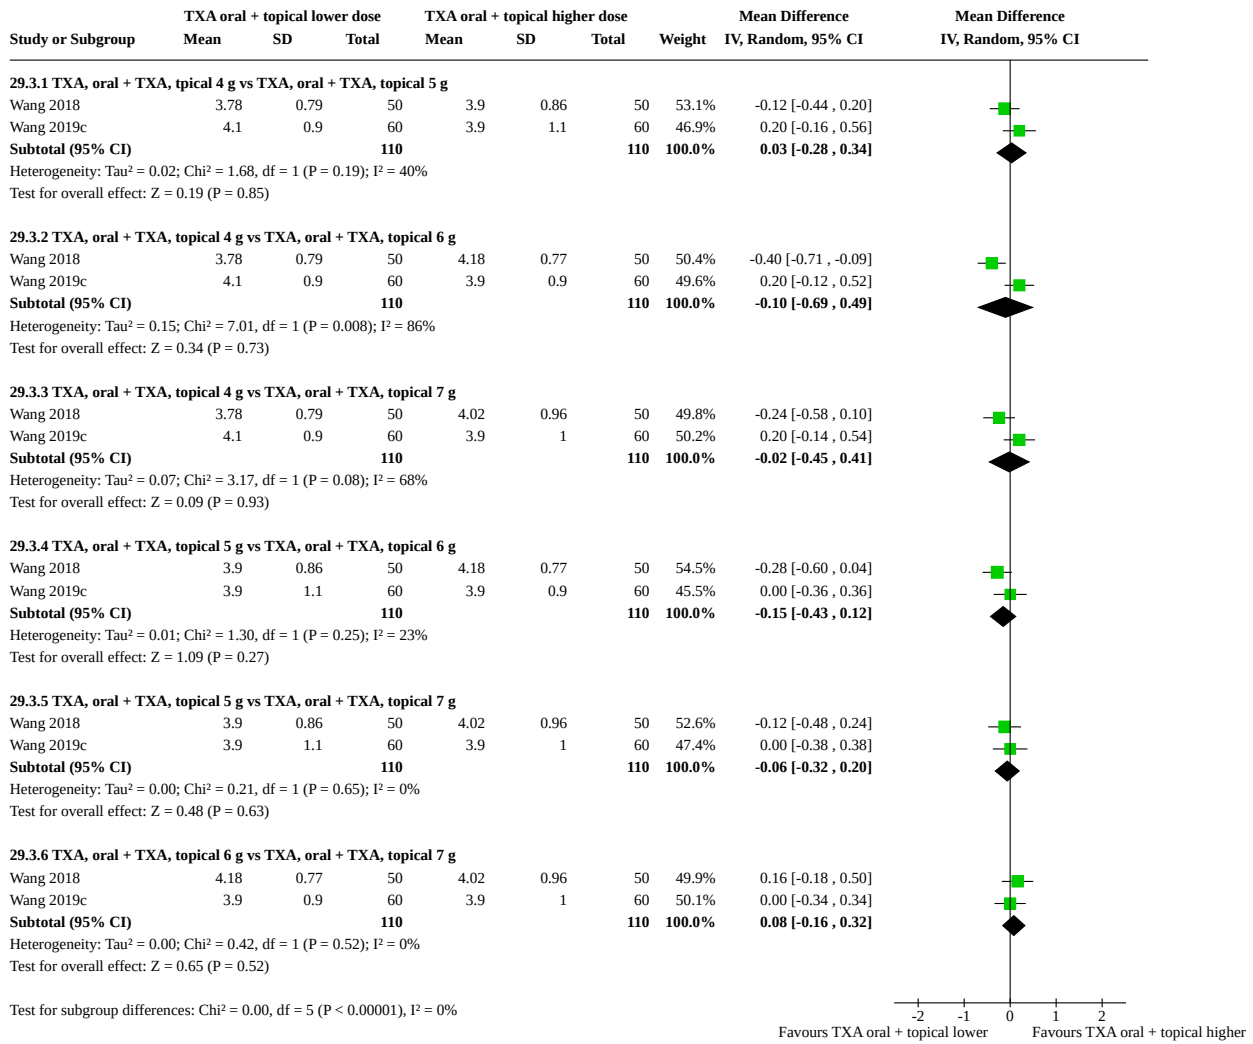 TXA oral + topical lower dose TXA oral + topical higher dose Mean Difference Mean Difference
Study or Subgroup Mean SD Total Mean SD Total Weight IV, Random, 95% CI IV, Random, 95% CI
29.3.1 TXA, oral + TXA, tpical 4 g vs TXA, oral + TXA, topical 5 g
Wang 2018 3.78 0.79 50 3.9 0.86 50 53.1% -0.12 [-0.44 , 0.20]
Wang 2019c 4.1 0.9 60 3.9 1.1 60 46.9% 0.20 [-0.16 , 0.56]
Subtotal (95% CI) 110 110 100.0% 0.03 [-0.28 , 0.34]
Heterogeneity: Tau² = 0.02; Chi² = 1.68, df = 1 (P = 0.19); I² = 40%
Test for overall effect: Z = 0.19 (P = 0.85)
29.3.2 TXA, oral + TXA, topical 4 g vs TXA, oral + TXA, topical 6 g
Wang 2018 3.78 0.79 50 4.18 0.77 50 50.4% -0.40 [-0.71 , -0.09]
Wang 2019c 4.1 0.9 60 3.9 0.9 60 49.6% 0.20 [-0.12 , 0.52]
Subtotal (95% CI) 110 110 100.0% -0.10 [-0.69 , 0.49]
Heterogeneity: Tau² = 0.15; Chi² = 7.01, df = 1 (P = 0.008); I² = 86%
Test for overall effect: Z = 0.34 (P = 0.73)
29.3.3 TXA, oral + TXA, topical 4 g vs TXA, oral + TXA, topical 7 g
Wang 2018 3.78 0.79 50 4.02 0.96 50 49.8% -0.24 [-0.58 , 0.10]
Wang 2019c 4.1 0.9 60 3.9 1 60 50.2% 0.20 [-0.14 , 0.54]
Subtotal (95% CI) 110 110 100.0% -0.02 [-0.45 , 0.41]
Heterogeneity: Tau² = 0.07; Chi² = 3.17, df = 1 (P = 0.08); I² = 68%
Test for overall effect: Z = 0.09 (P = 0.93)
29.3.4 TXA, oral + TXA, topical 5 g vs TXA, oral + TXA, topical 6 g
Wang 2018 3.9 0.86 50 4.18 0.77 50 54.5% -0.28 [-0.60 , 0.04]
Wang 2019c 3.9 1.1 60 3.9 0.9 60 45.5% 0.00 [-0.36 , 0.36]
Subtotal (95% CI) 110 110 100.0% -0.15 [-0.43 , 0.12]
Heterogeneity: Tau² = 0.01; Chi² = 1.30, df = 1 (P = 0.25); I² = 23%
Test for overall effect: Z = 1.09 (P = 0.27)
29.3.5 TXA, oral + TXA, topical 5 g vs TXA, oral + TXA, topical 7 g
Wang 2018 3.9 0.86 50 4.02 0.96 50 52.6% -0.12 [-0.48 , 0.24]
Wang 2019c 3.9 1.1 60 3.9 1 60 47.4% 0.00 [-0.38 , 0.38]
Subtotal (95% CI) 110 110 100.0% -0.06 [-0.32 , 0.20]
Heterogeneity: Tau² = 0.00; Chi² = 0.21, df = 1 (P = 0.65); I² = 0%
Test for overall effect: Z = 0.48 (P = 0.63)
29.3.6 TXA, oral + TXA, topical 6 g vs TXA, oral + TXA, topical 7 g
Wang 2018 4.18 0.77 50 4.02 0.96 50 49.9% 0.16 [-0.18 , 0.50]
Wang 2019c 3.9 0.9 60 3.9 1 60 50.1% 0.00 [-0.34 , 0.34]
Subtotal (95% CI) 110 110 100.0% 0.08 [-0.16 , 0.32]
Heterogeneity: Tau² = 0.00; Chi² = 0.42, df = 1 (P = 0.52); I² = 0%
Test for overall effect: Z = 0.65 (P = 0.52)
Test for subgroup differences: Chi² = 0.00, df = 5 (P < 0.00001), I² = 0%
-2 -1 0 1 2
Favours TXA oral + topical lower Favours TXA oral + topical higher